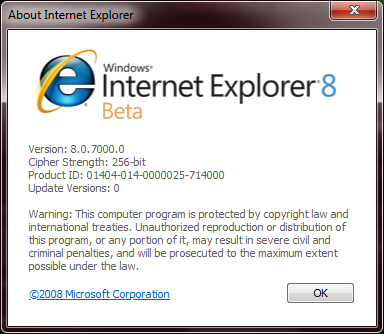 About Internet Explorer
Windows®
Internet Explorer®8
Beta
Version: 8.0.7000.0
Cipher Strength: 256-bit
Product ID: 01404-014-0000025-714000
Update Versions: 0
Warning: This computer program is protected by copyright law and
international treaties. Unauthorized reproduction or distribution of
this program, or any portion of it, may result in severe civil and
criminal penalties, and will be prosecuted to the maximum extent
possible under the law.
©2008 Microsoft Corporation
OK